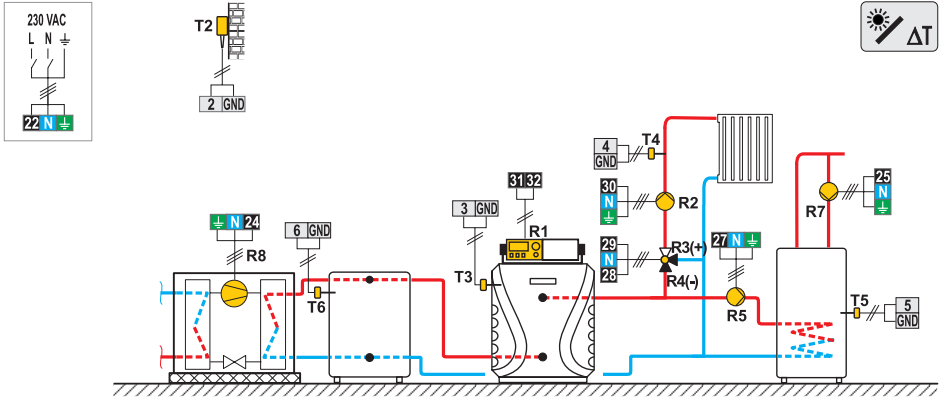 230 VAC
L N
22 N
T2
2 GND
ΔT
4
GND
T4
31 32
30
N
R2
25
N
R7
3 GND
R1
24 N
R8
6 GND
29
N
28
R3(+)
R4(-)
27 N
T3
T6
R5
T5
5
GND